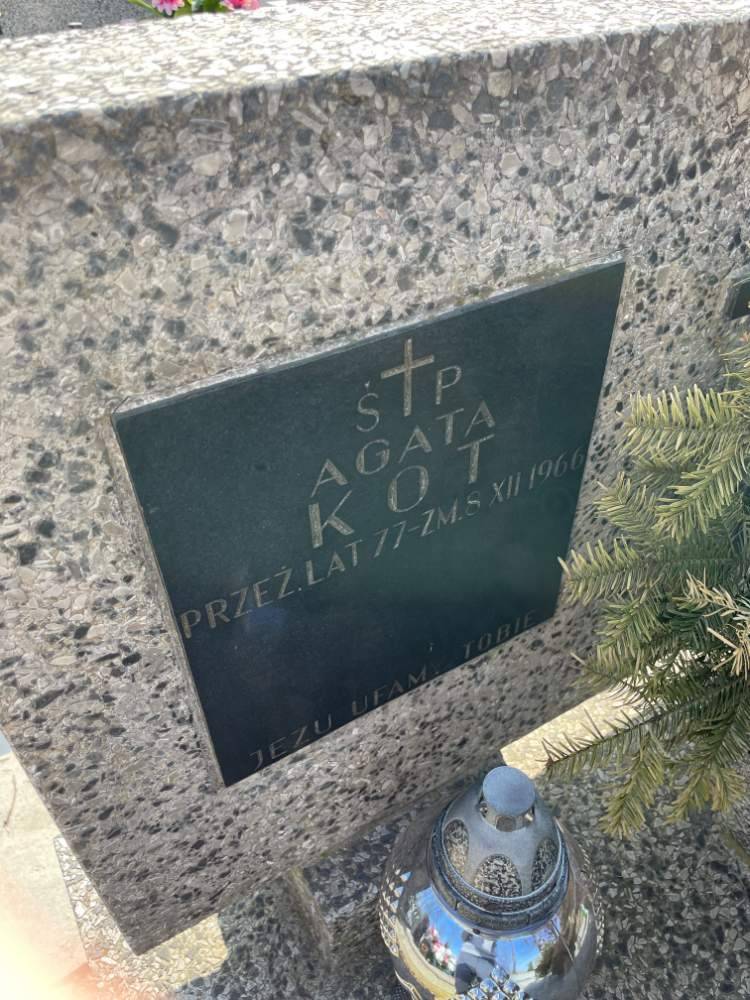 Ś P
AGATA
KOT
PRZEŻ. LAT 77-ZM. 8 XII 1966
JEZU UFAM TOBIE